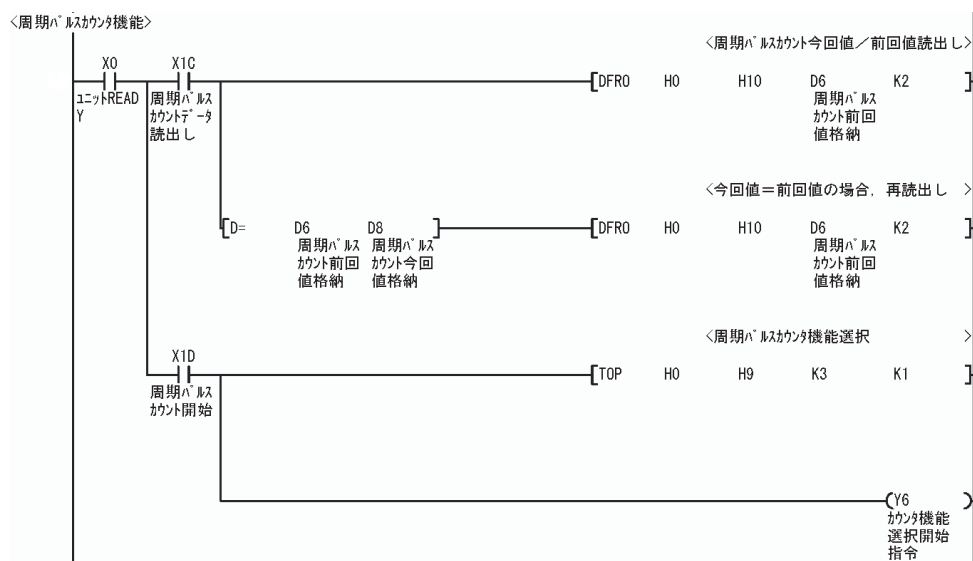 <周期パルスカウンタ機能>
<周期パルスカウント今回値／前回値読出し>
X0 X1C
[DFRO H0 H10 D6 K2 ]
ユニットREAD
Y
周期パルス
カウントデータ
読出し
周期パルス
カウント前回
値格納
<今回値＝前回値の場合，再読出し >
[D= D6 D8 ] [DFRO H0 H10 D6 K2 ]
周期パルス
カウント前回
値格納
周期パルス
カウント今回
値格納
周期パルス
カウント前回
値格納
<周期パルスカウンタ機能選択 >
X1D
[TOP H0 H9 K3 K1 ]
周期パルス
カウント開始
(Y6 )
カウンタ機能
選択開始
指令